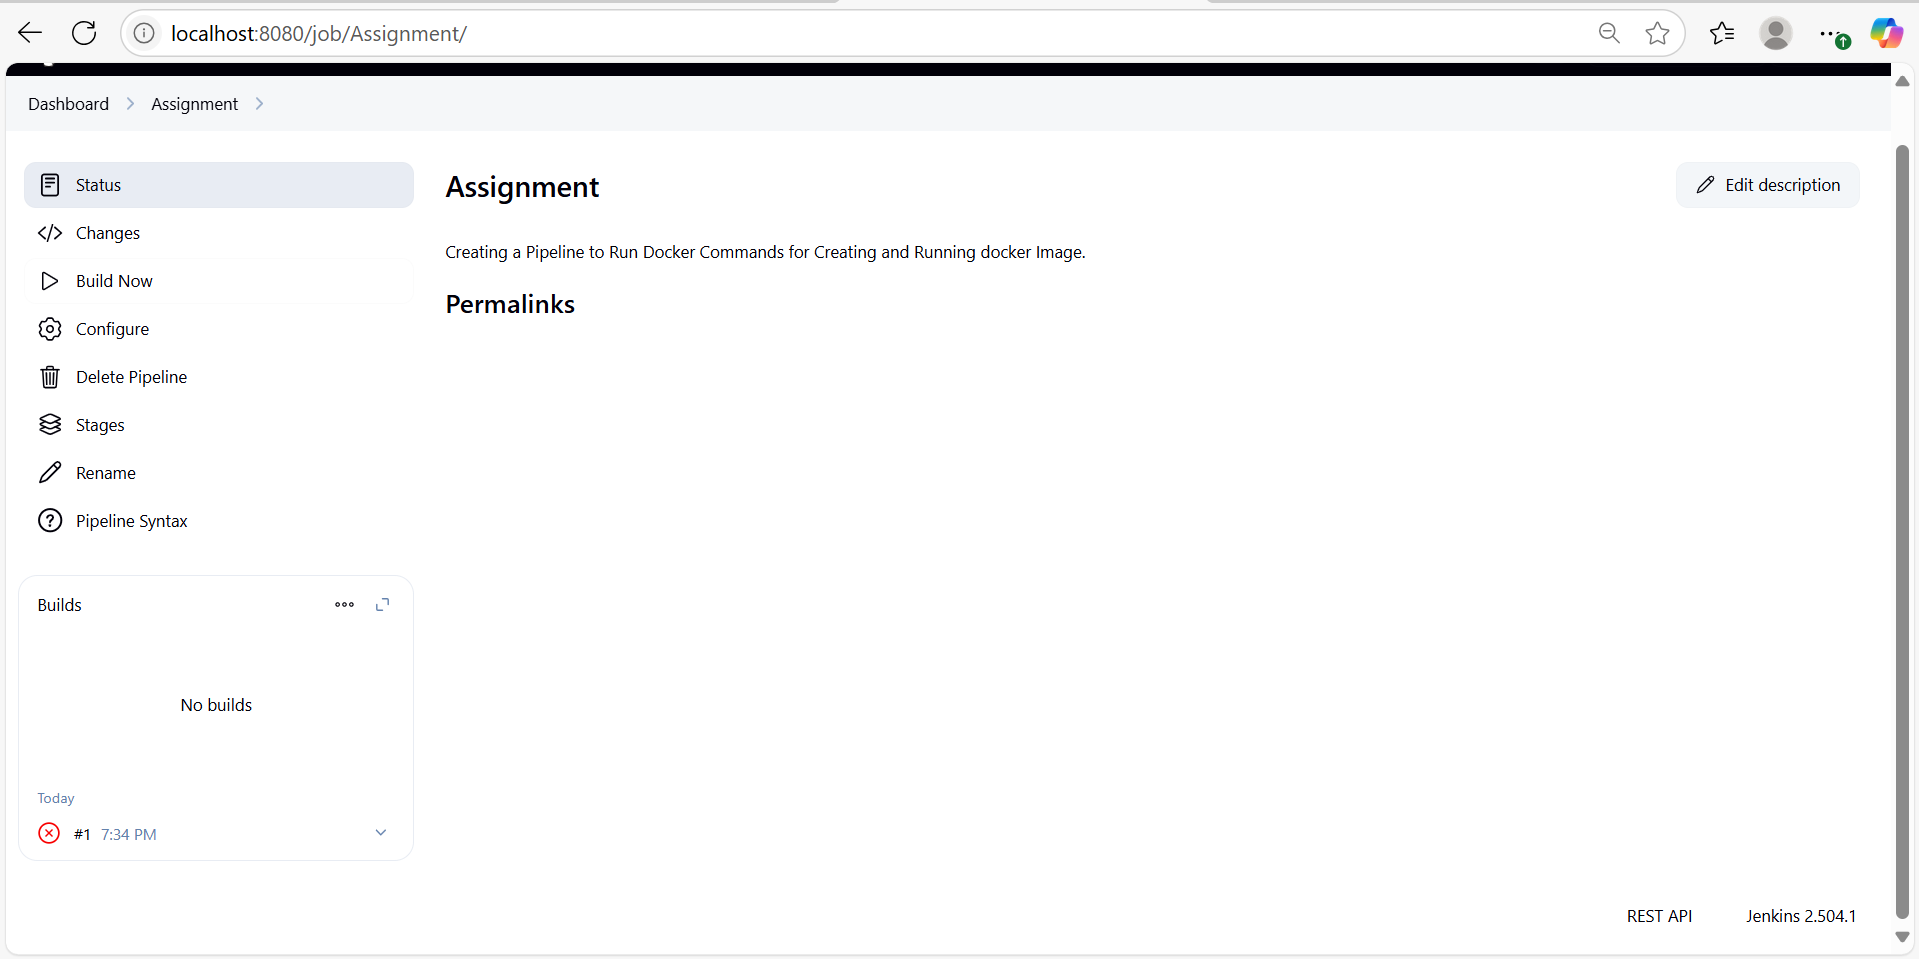 localhost:8080/job/Assignment/
Dashboard
Assignment
Status
Changes
Build Now
Configure
Delete Pipeline
Stages
Rename
Pipeline Syntax
Assignment
Edit description
Creating a Pipeline to Run Docker Commands for Creating and Running docker Image.
Permalinks
Builds
No builds
Today
#1 7:34 PM
REST API
Jenkins 2.504.1